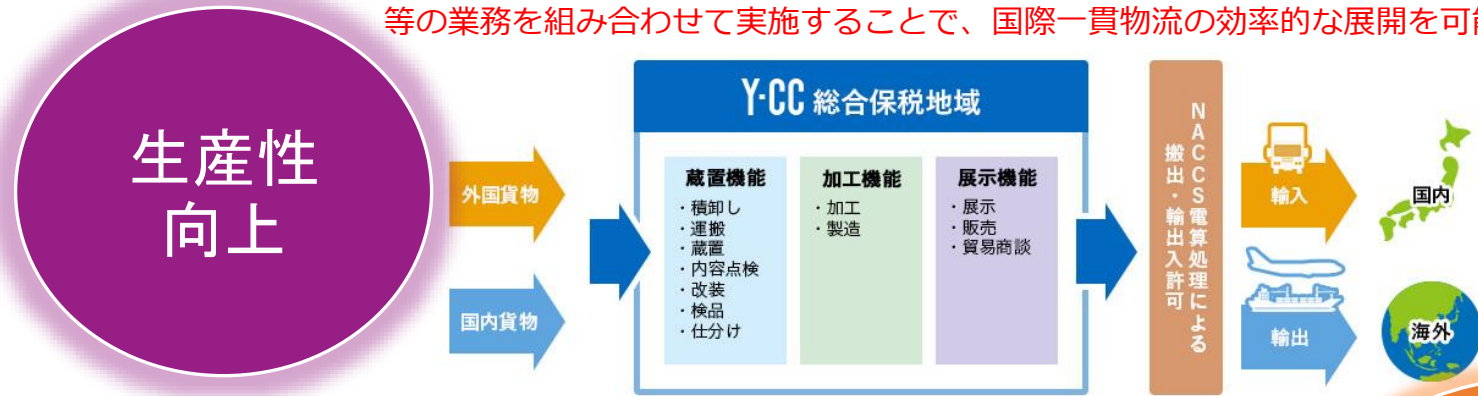 等の業務を組み合わせて実施することで、国際一貫物流の効率的な展開を可
生産性
向上
外国貨物
国内貨物
Y-CC 総合保税地域
蔵置機能
・積卸し
・運搬
・蔵置
・内容点検
・改装
・検品
・仕分け
加工機能
・加工
・製造
展示機能
・展示
・販売
・貿易商談
NACCS電算処理による
搬出・輸出入許可
輸入
国内
輸出
海外